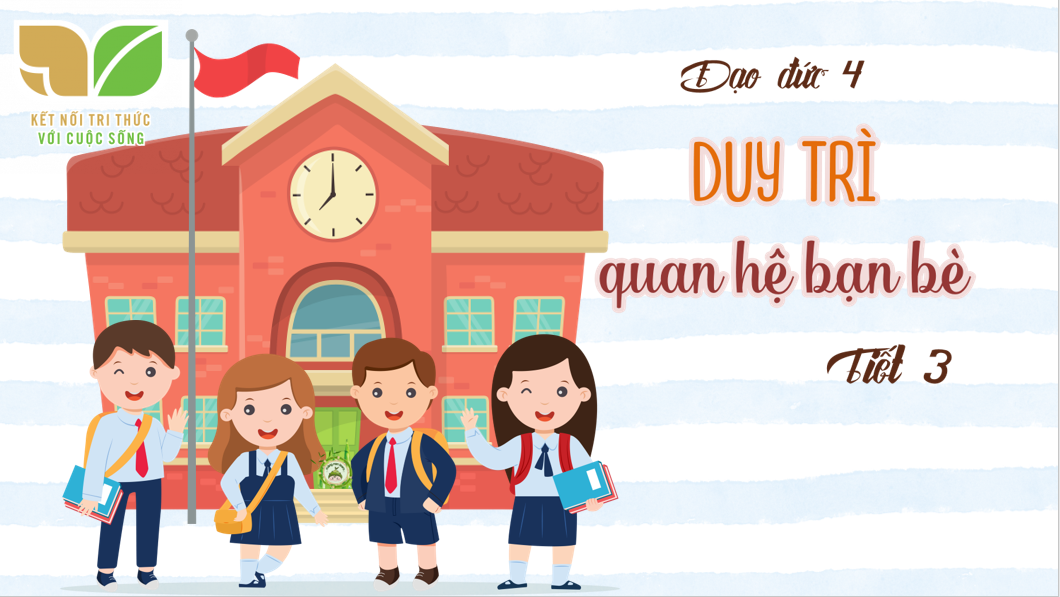 KẾT NỐI TRI THỨC
VỚI CUỘC SỐNG
Đạo đức 4
DUY TRÌ
quan hệ bạn bè
Tiết 3